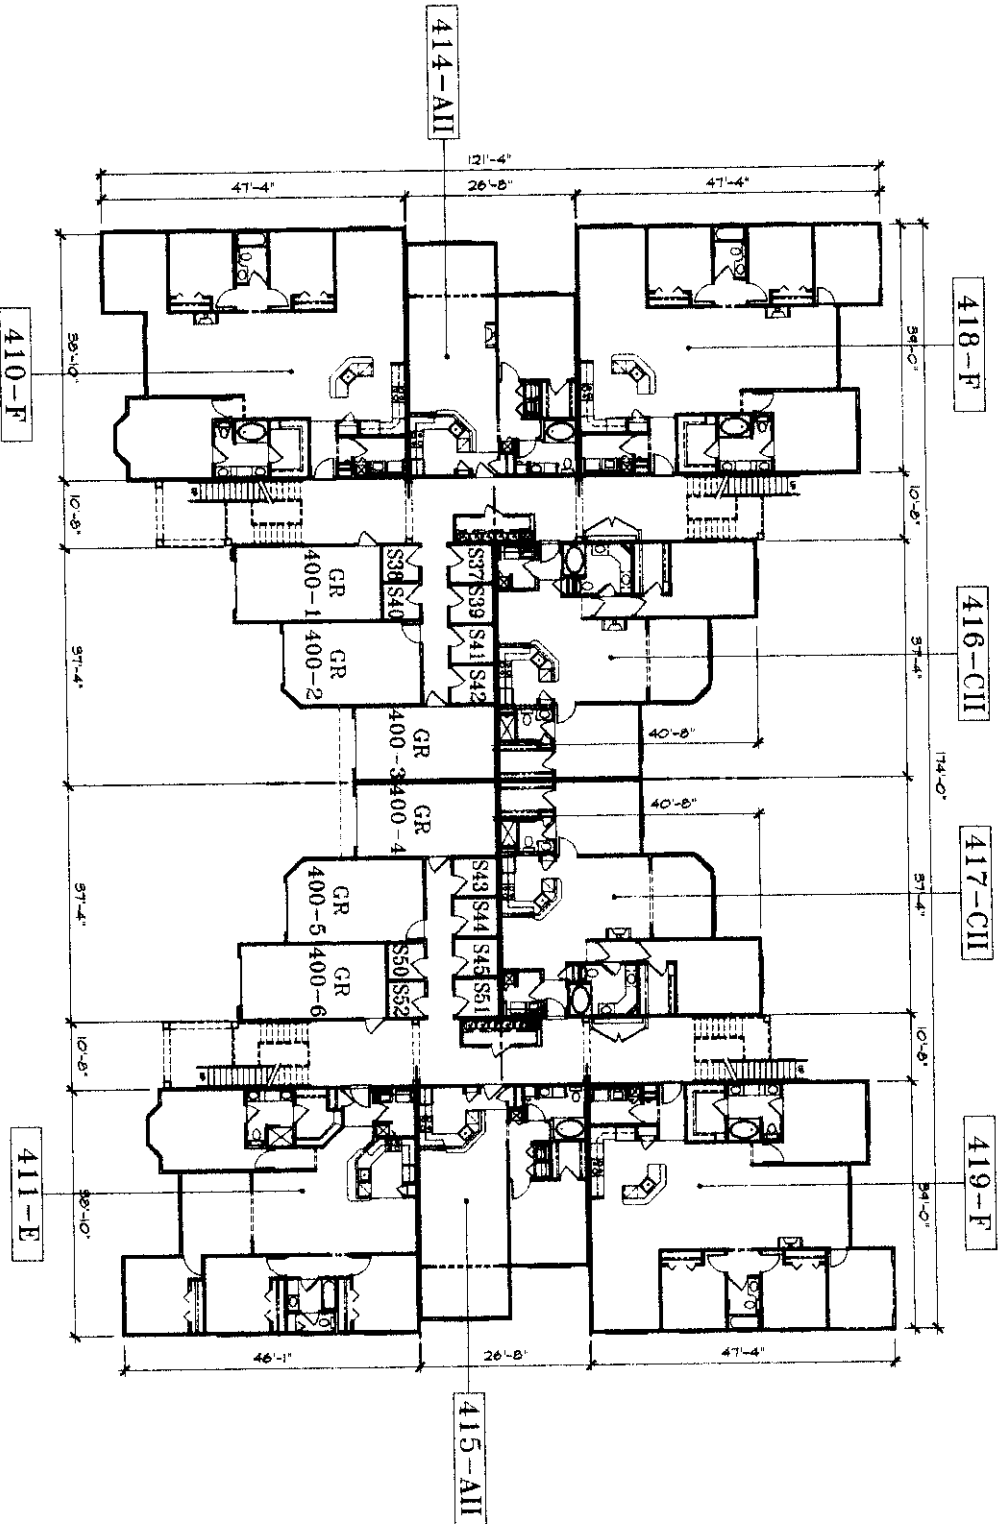 414-AII
121'-4"
47'-4"
26'-8"
47'-4"
418-F
39'-0"
410-F
38'-10"
10'-8"
10'-8"
GR
400-1
S38
S40
S37
S39
S41
S42
GR
400-2
37'-4"
37'-4"
416-CII
GR
400-3
40'-8"
174'-0"
GR
400-4
40'-8"
417-CII
GR
400-5
S43
S44
S45
S51
S50
S52
GR
400-6
37'-4"
37'-4"
10'-8"
10'-8"
411-E
38'-10"
419-F
39'-0"
46'-1"
26'-8"
47'-4"
415-AII